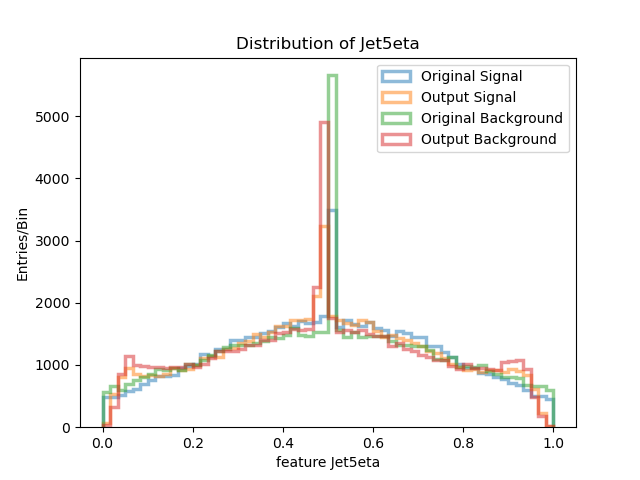 Distribution of Jet5eta
Original Signal
Output Signal
Original Background
Output Background
Entries/Bin
5000
4000
3000
2000
1000
0
0.0 0.2 0.4 0.6 0.8 1.0
feature Jet5eta